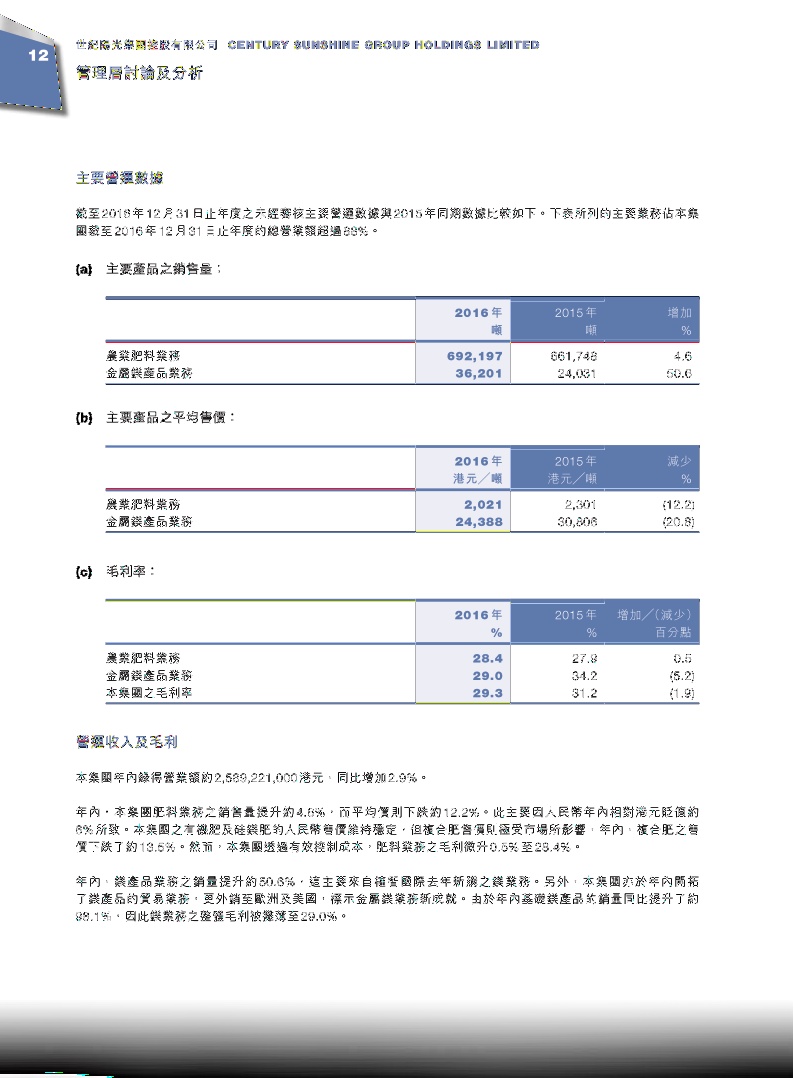 12
世紀陽光集團控股有限公司 CENTURY SUNSHINE GROUP HOLDINGS LIMITED
管理層討論及分析
主要營運數據
截至2016年12月31日止年度之未經審核主要營運數據與2015年同期數據比較如下。下表所列的主要業務佔本集
團截至2016年12月31日止年度的總營業額超過88%。
(a) 主要產品之銷售量：
2016年 2015年 增加
噸 噸 %
農業肥料業務 692,197 661,748 4.6
金屬鎂產品業務 36,201 24,031 50.6
(b) 主要產品之平均售價：
2016年 2015年 減少
港元／噸 港元／噸 %
農業肥料業務 2,021 2,301 (12.2)
金屬鎂產品業務 24,388 30,806 (20.8)
(c) 毛利率：
2016年 2015年 增加／（減少）
% % 百分點
農業肥料業務 28.4 27.9 0.5
金屬鎂產品業務 29.0 34.2 (5.2)
本集團之毛利率 29.3 31.2 (1.9)
營運收入及毛利
本集團年內錄得營業額約2,589,221,000港元，同比增加2.9%。
年內，本集團肥料業務之銷售量提升約4.6%，而平均價則下跌約12.2%。此主要因人民幣年內相對港元貶值約
6%所致。本集團之有機肥及硅鎂肥的人民幣售價維持穩定，但複合肥售價則極受市場所影響，年內，複合肥之售
價下跌了約13.5%。然而，本集團透過有效控制成本，肥料業務之毛利微升0.5%至28.4%。
年內，鎂產品業務之銷量提升約50.6%，這主要來自稀鎂國際去年新購之鎂業務。另外，本集團亦於年內開拓
了鎂產品的貿易業務，更外銷至歐洲及美國，標示金屬鎂業務新成就。由於年內基礎鎂產品的銷量同比提升了約
98.1%，因此鎂業務之整體毛利被攤薄至29.0%。